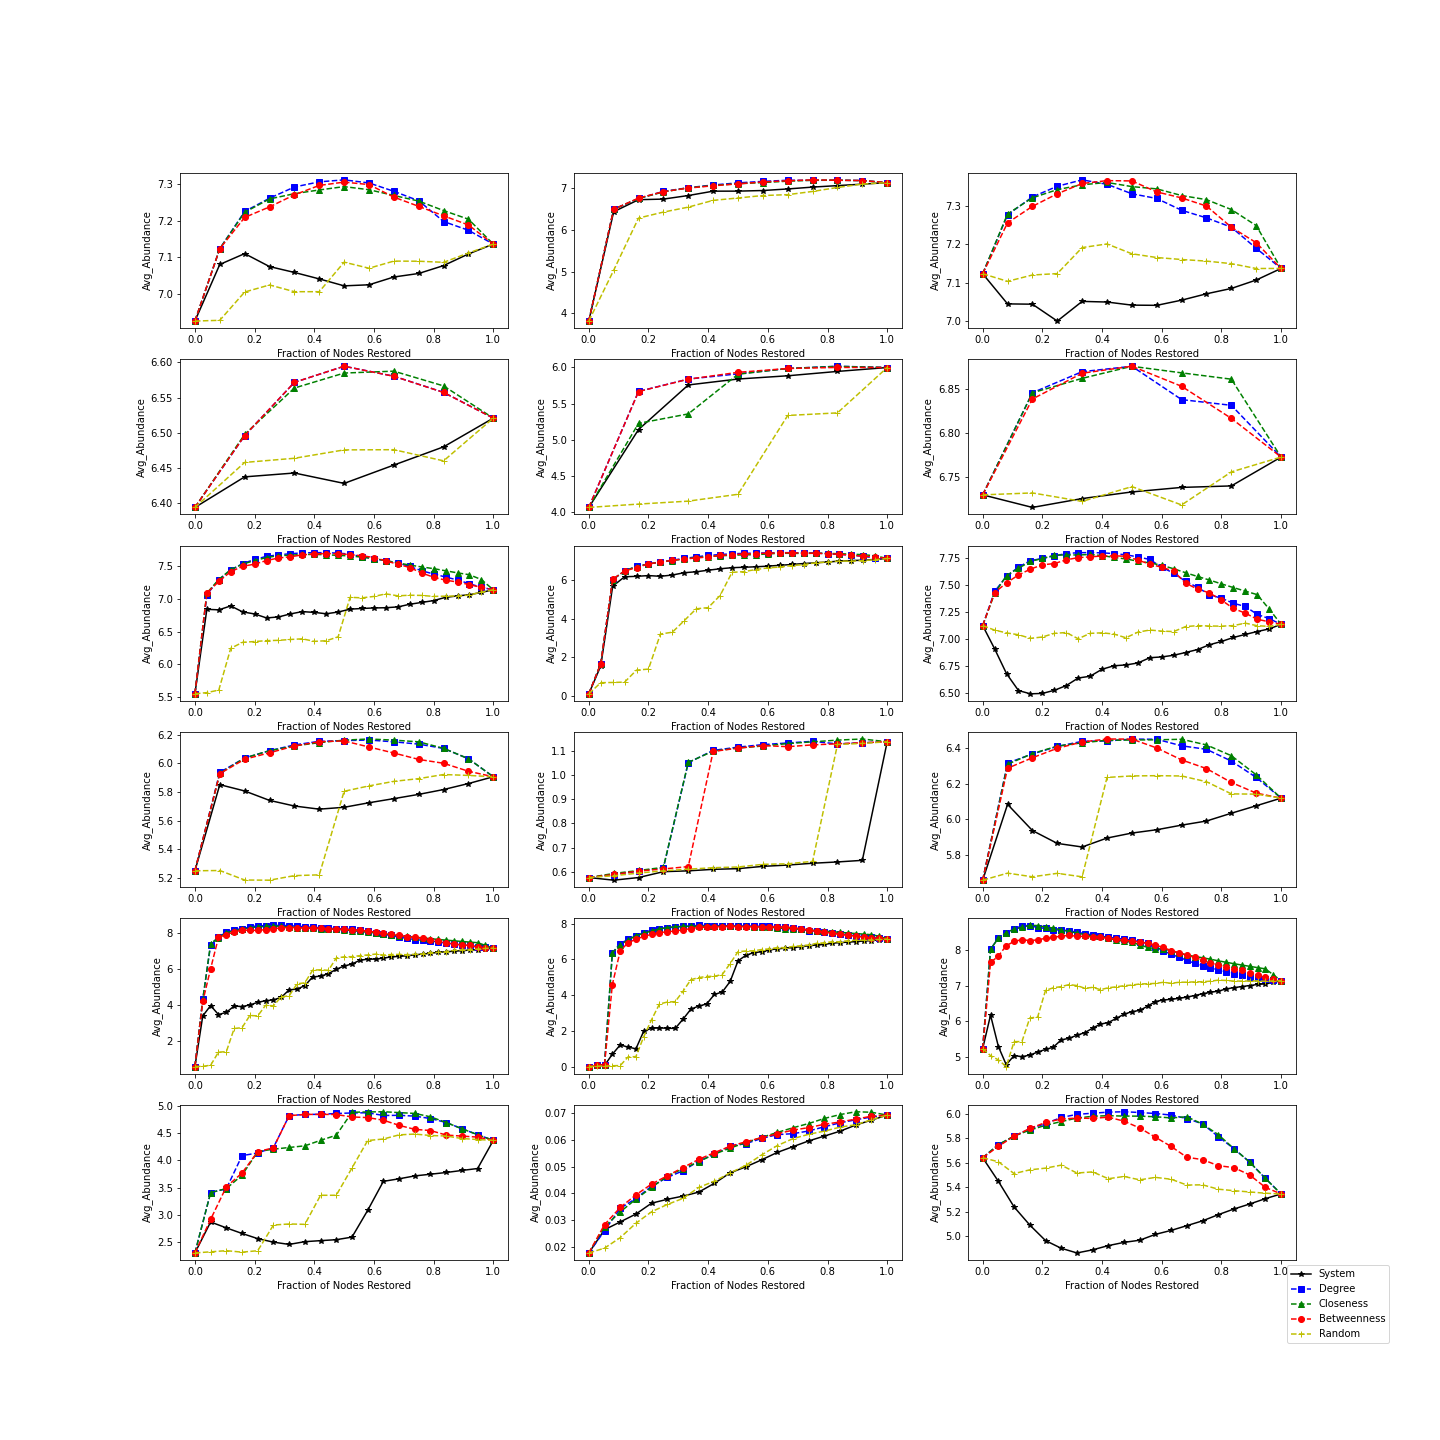 7.3
7.2
7.1
7.0
Avg_Abundance
0.0 0.2 0.4 0.6 0.8 1.0
Fraction of Nodes Restored
7
6
5
4
Avg_Abundance
0.0 0.2 0.4 0.6 0.8 1.0
Fraction of Nodes Restored
7.3
7.2
7.1
7.0
Avg_Abundance
0.0 0.2 0.4 0.6 0.8 1.0
Fraction of Nodes Restored
6.60
6.55
6.50
6.45
6.40
Avg_Abundance
0.0 0.2 0.4 0.6 0.8 1.0
Fraction of Nodes Restored
6.0
5.5
5.0
4.5
4.0
Avg_Abundance
0.0 0.2 0.4 0.6 0.8 1.0
Fraction of Nodes Restored
6.85
6.80
6.75
Avg_Abundance
0.0 0.2 0.4 0.6 0.8 1.0
Fraction of Nodes Restored
7.5
7.0
6.5
6.0
5.5
Avg_Abundance
0.0 0.2 0.4 0.6 0.8 1.0
Fraction of Nodes Restored
6
4
2
0
Avg_Abundance
0.0 0.2 0.4 0.6 0.8 1.0
Fraction of Nodes Restored
7.75
7.50
7.25
7.00
6.75
6.50
Avg_Abundance
0.0 0.2 0.4 0.6 0.8 1.0
Fraction of Nodes Restored
6.2
6.0
5.8
5.6
5.4
5.2
Avg_Abundance
0.0 0.2 0.4 0.6 0.8 1.0
Fraction of Nodes Restored
1.1
1.0
0.9
0.8
0.7
0.6
Avg_Abundance
0.0 0.2 0.4 0.6 0.8 1.0
Fraction of Nodes Restored
6.4
6.2
6.0
5.8
Avg_Abundance
0.0 0.2 0.4 0.6 0.8 1.0
Fraction of Nodes Restored
8
6
4
2
Avg_Abundance
0.0 0.2 0.4 0.6 0.8 1.0
Fraction of Nodes Restored
8
6
4
2
0
Avg_Abundance
0.0 0.2 0.4 0.6 0.8 1.0
Fraction of Nodes Restored
8
7
6
5
Avg_Abundance
0.0 0.2 0.4 0.6 0.8 1.0
Fraction of Nodes Restored
5.0
4.5
4.0
3.5
3.0
2.5
Avg_Abundance
0.0 0.2 0.4 0.6 0.8 1.0
Fraction of Nodes Restored
0.07
0.06
0.05
0.04
0.03
0.02
Avg_Abundance
0.0 0.2 0.4 0.6 0.8 1.0
Fraction of Nodes Restored
6.0
5.8
5.6
5.4
5.2
5.0
Avg_Abundance
0.0 0.2 0.4 0.6 0.8 1.0
Fraction of Nodes Restored
System
Degree
Closeness
Betweenness
Random